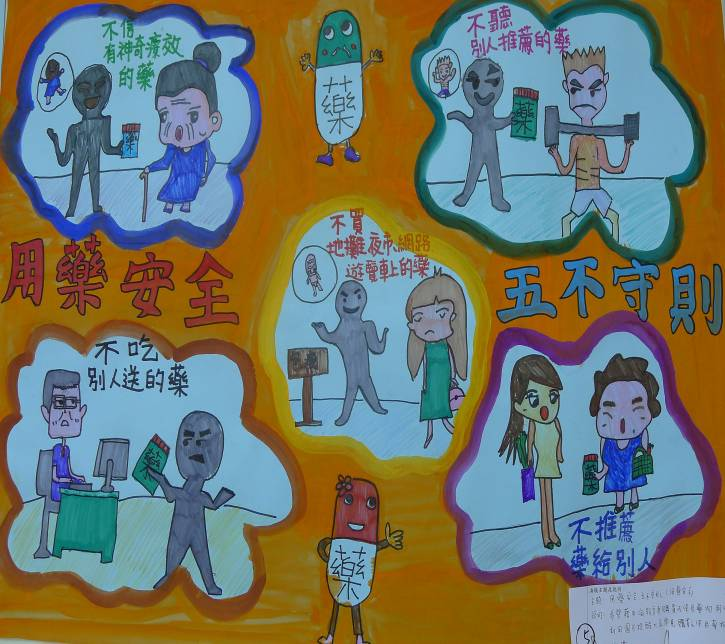 不信
有神奇療效
的藥
藥
藥
不聽
別人推薦的藥
藥
不買
地攤夜市、網路
遊賣車上的藥
用藥安全
五不守則
不吃
別人送的藥
藥
藥
藥
不推薦
藥給別人
5